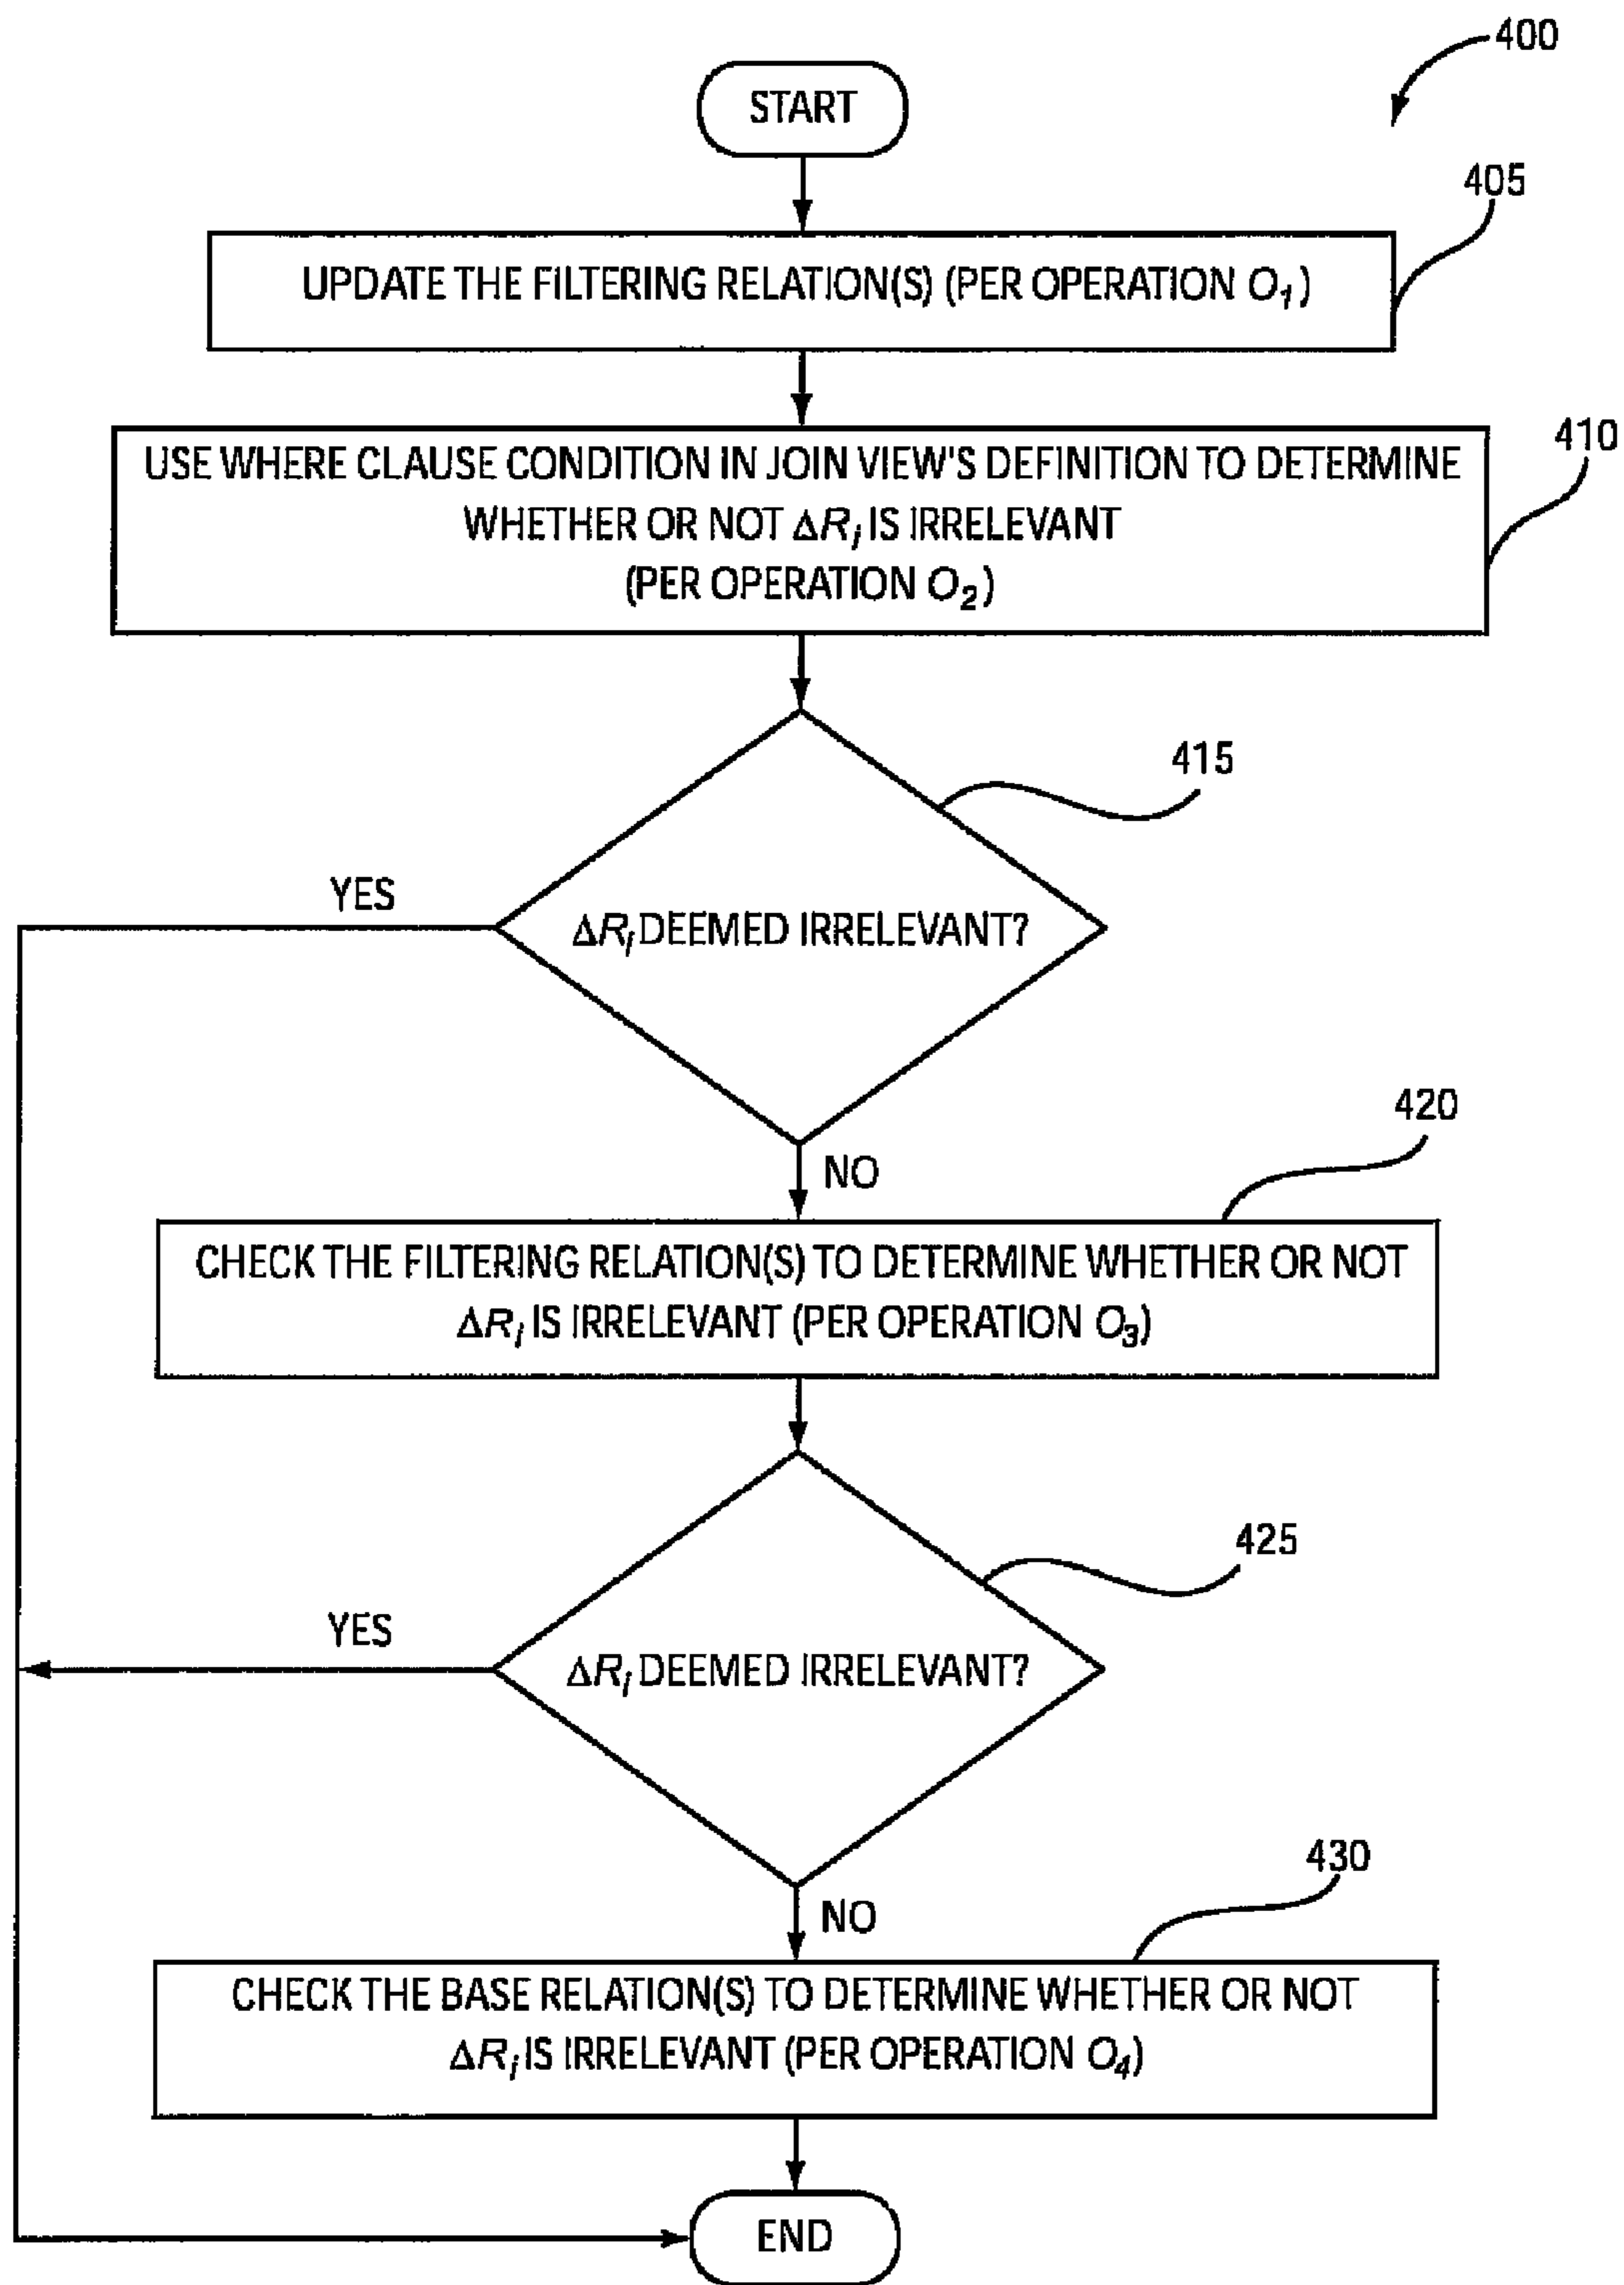 400
START
405
UPDATE THE FILTERING RELATION(S) (PER OPERATION O1)
410
USE WHERE CLAUSE CONDITION IN JOIN VIEW'S DEFINITION TO DETERMINE
WHETHER OR NOT ΔRi IS IRRELEVANT
(PER OPERATION O2)
415
YES
ΔRi DEEMED IRRELEVANT?
NO
420
CHECK THE FILTERING RELATION(S) TO DETERMINE WHETHER OR NOT
ΔRi IS IRRELEVANT (PER OPERATION O3)
425
YES
ΔRi DEEMED IRRELEVANT?
NO
430
CHECK THE BASE RELATION(S) TO DETERMINE WHETHER OR NOT
ΔRi IS IRRELEVANT (PER OPERATION O4)
END